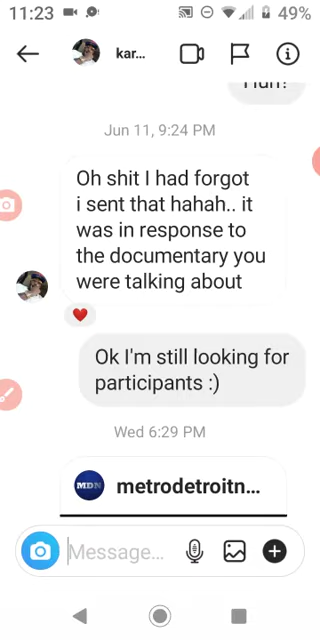 11:23
49%
kar...
Huh?
Jun 11, 9:24 PM
Oh shit I had forgot
i sent that hahah.. it
was in response to
the documentary you
were talking about
Ok I'm still looking for
participants :)
Wed 6:29 PM
MDN metrodetroitn...
Message...